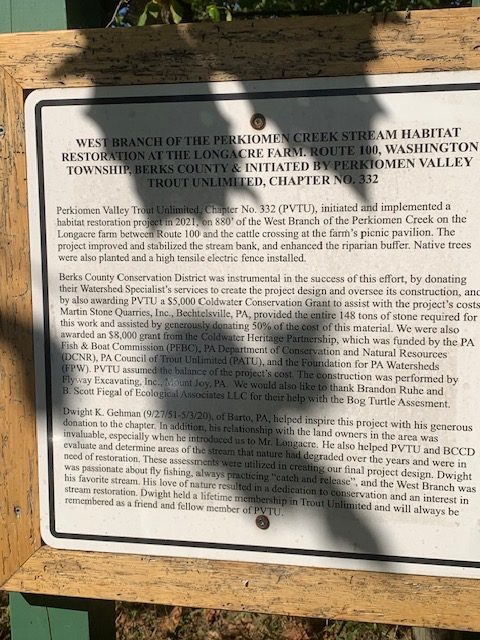 WEST BRANCH OF THE PERKIOMEN CREEK STREAM HABITAT
RESTORATION AT THE LONGACRE FARM. ROUTE 100, WASHINGTON
TOWNSHIP, BERKS COUNTY & INITIATED BY PERKIOMEN VALLEY
TROUT UNLIMITED, CHAPTER NO. 332
Perkiomen Valley Trout Unlimited, Chapter No. 332 (PVTU), initiated and implemented a
habitat restoration project in 2021, on 880' of the West Branch of the Perkiomen Creek on the
Longacre farm between Route 100 and the cattle crossing at the farm's picnic pavilion. The
project improved and stabilized the stream bank, and enhanced the riparian buffer. Native trees
were also planted and a high tensile electric fence installed.
Berks County Conservation District was instrumental in the success of this effort, by donating
their Watershed Specialist's services to create the project design and oversee its construction, and
by also awarding PVTU a $5,000 Coldwater Conservation Grant to assist with the project's costs
Martin Stone Quarries, Inc., Bechtelsville, PA, provided the entire 148 tons of stone required for
this work and assisted by generously donating 50% of the cost of this material. We were also
awarded an $8,000 grant from the Coldwater Heritage Partnership, which was funded by the PA
Fish & Boat Commission (PFBC), PA Department of Conservation and Natural Resources
(DCNR), PA Council of Trout Unlimited (PATU), and the Foundation for PA Watersheds
(FPW). PVTU assumed the balance of the project's cost. The construction was performed by
Flyway Excavating, Inc., Mount Joy, PA. We would also like to thank Brandon Ruhe and
B. Scott Fiegal of Ecological Associates LLC for their help with the Bog Turtle Assesment.
Dwight K. Gehman (9/27/51-5/3/20), of Barto, PA, helped inspire this project with his generous
donation to the chapter. In addition, his relationship with the land owners in the area was
invaluable, especially when he introduced us to Mr. Longacre. He also helped PVTU and BCCD
evaluate and determine areas of the stream that nature had degraded over the years and were in
need of restoration. These assessments were utilized in creating our final project design. Dwight
was passionate about fly fishing, always practicing "catch and release", and the West Branch was
his favorite stream. His love of nature resulted in a dedication to conservation and an interest in
stream restoration. Dwight held a lifetime membership in Trout Unlimited and will always be
remembered as a friend and fellow member of PVTU.